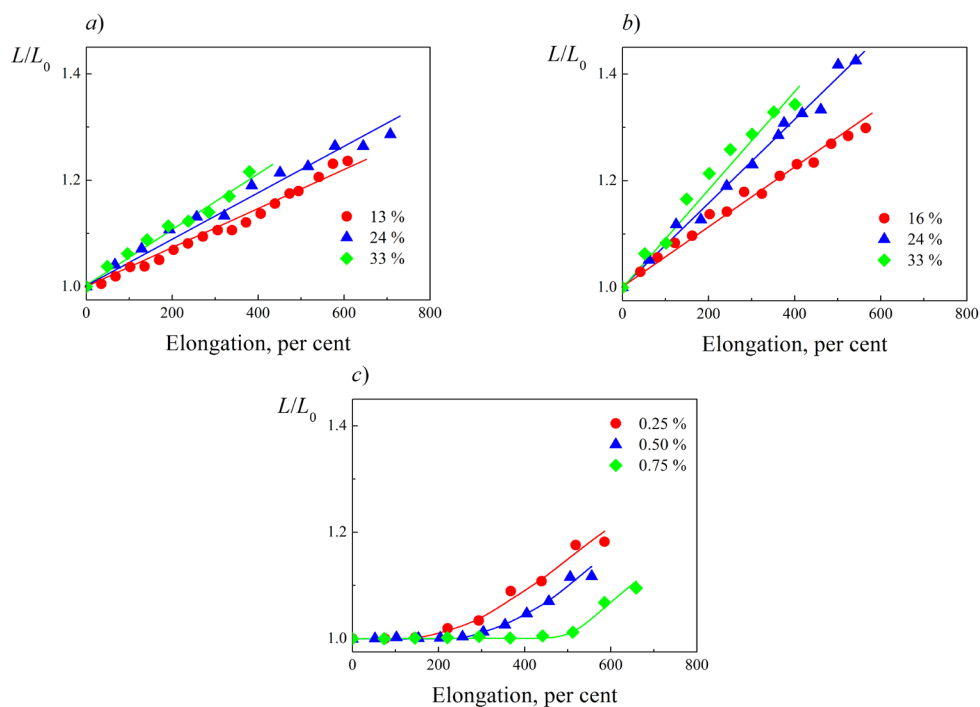 a)
L/L0
1.4
1.2
1.0
13 %
24 %
33 %
0 200 400 600 800
Elongation, per cent
b)
L/L0
1.4
1.2
1.0
16 %
24 %
33 %
0 200 400 600 800
Elongation, per cent
c)
L/L0
1.4
1.2
1.0
0.25 %
0.50 %
0.75 %
0 200 400 600 800
Elongation, per cent